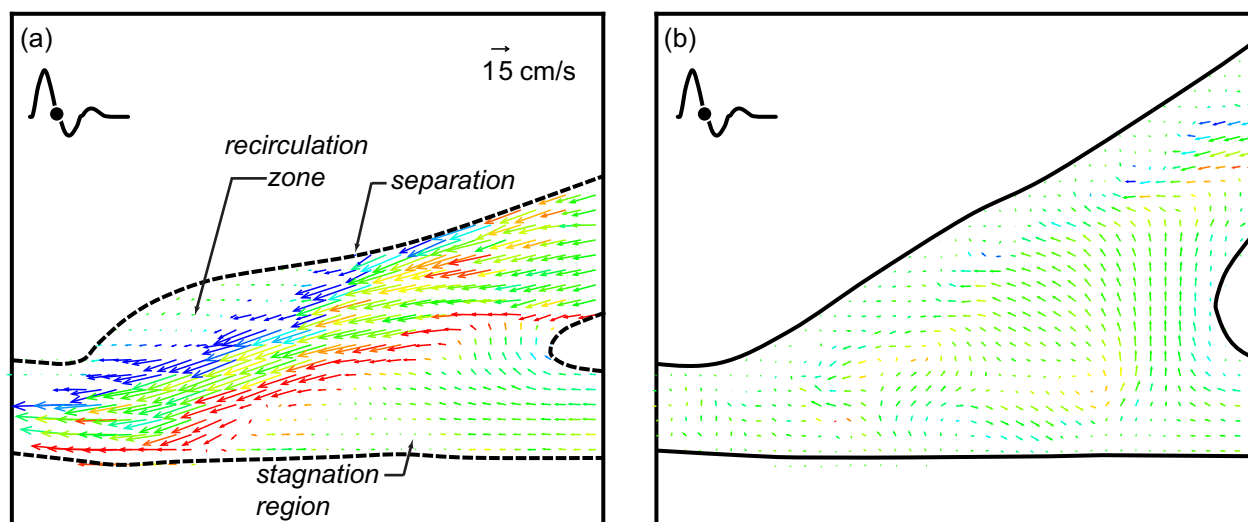 (a)
15 cm/s
recirculation
zone
separation
stagnation
region
(b)